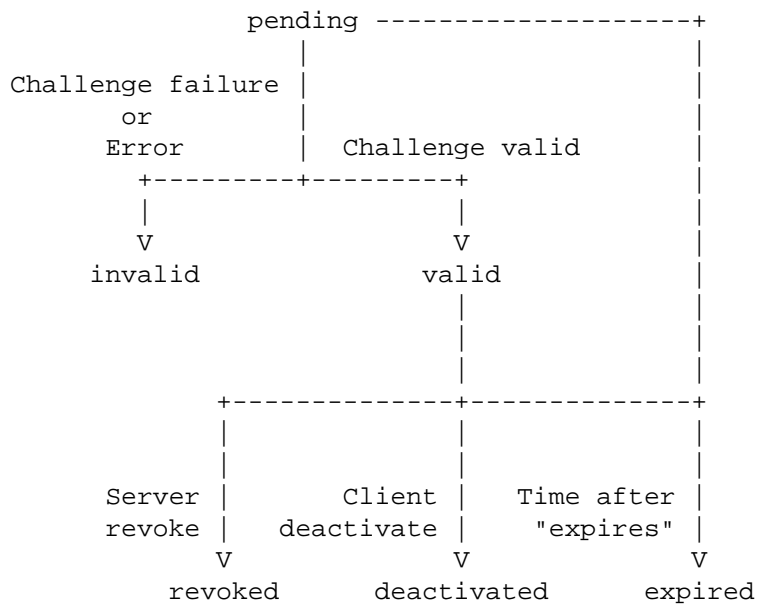 pending --------------------+
|                     |
Challenge failure |                     |
or          |                     |
Error        |  Challenge valid    |
+---------+---------+           |
|                   |           |
V                   V           |
invalid              valid          |
|           |
|           |
|           |
+--------------+--------------+
|              |              |
|              |              |
Server |       Client |   Time after |
revoke |   deactivate |    "expires" |
V              V              V
revoked      deactivated      expired